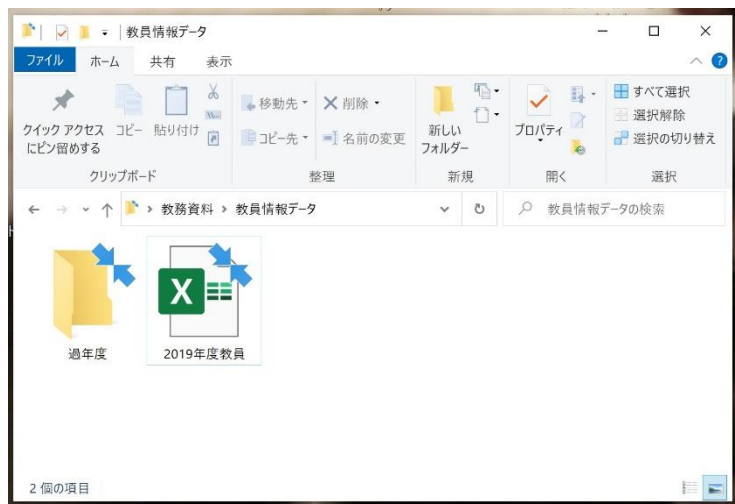 教員情報データ
ファイル ホーム 共有 表示
クイック アクセス
にピン留めする
コピー
貼り付け
移動先
コピー先
削除
名前の変更
新しい
フォルダー
プロパティ
すべて選択
選択解除
選択の切り替え
クリップボード 整理 新規 開く 選択
教務資料 > 教員情報データ
教員情報データの検索
過年度 2019年度教員
2 個の項目